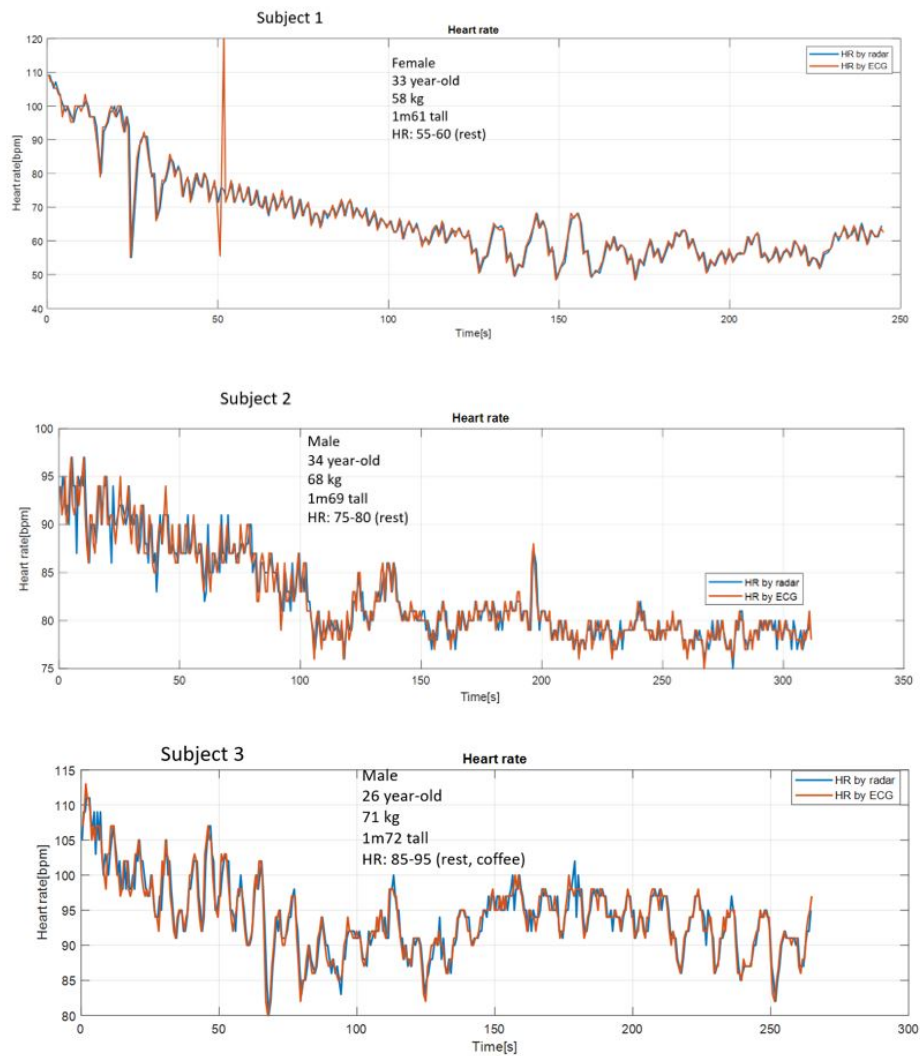 Subject 1
Heart rate
120
110
100
90
80
70
60
50
40
Heart rate[bpm]
Female
33 year-old
58 kg
1m61 tall
HR: 55-60 (rest)
HR by radar
HR by ECG
0
50
100
150
200
250
Time[s]
Subject 2
Heart rate
100
95
90
85
80
75
Heart rate[bpm]
Male
34 year-old
68 kg
1m69 tall
HR: 75-80 (rest)
HR by radar
HR by ECG
0
50
100
150
200
250
300
350
Time[s]
Subject 3
Heart rate
115
110
105
100
95
90
85
80
Heart rate[bpm]
Male
26 year-old
71 kg
1m72 tall
HR: 85-95 (rest, coffee)
HR by radar
HR by ECG
0
50
100
150
200
250
300
Time[s]